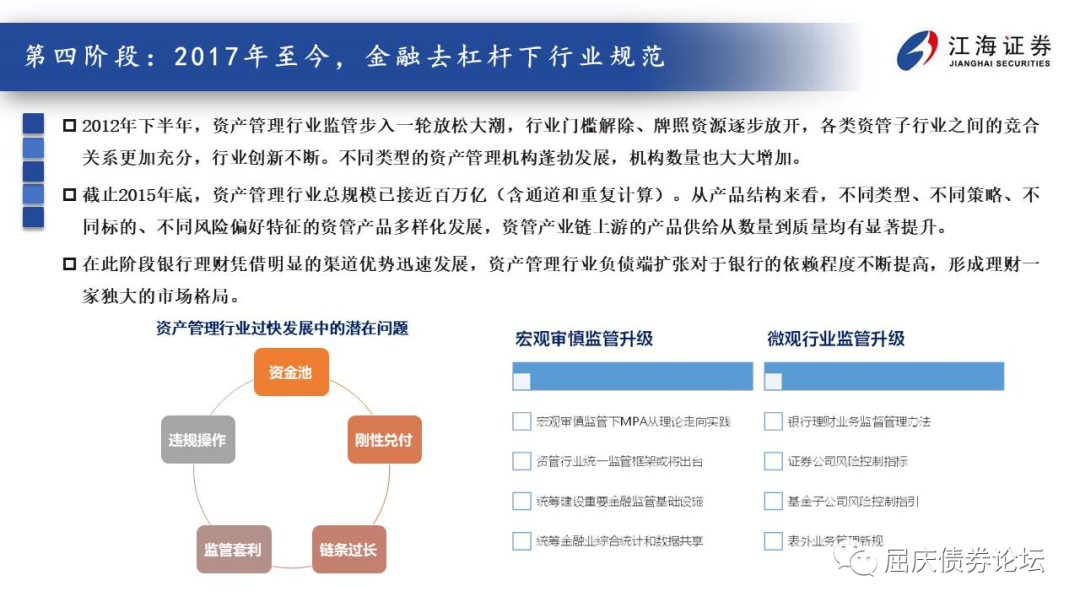 第四阶段：2017年至今，金融去杠杆下行业规范
江海证券
JIANGHAI SECURITIES
2012年下半年，资产管理行业监管步入一轮放松大潮，行业门槛解除、牌照资源逐步放开，各类资管子行业之间的竞合
关系更加充分，行业创新不断。不同类型的资产管理机构蓬勃发展，机构数量也大大增加。
截止2015年底，资产管理行业总规模已接近百万亿（含通道和重复计算）。从产品结构来看，不同类型、不同策略、不
同标的、不同风险偏好特征的资管产品多样化发展，资管产业链上游的产品供给从数量到质量均有显著提升。
在此阶段银行理财凭借明显的渠道优势迅速发展，资产管理行业负债端扩张对于银行的依赖程度不断提高，形成理财一
家独大的市场格局。
资产管理行业过快发展中的潜在问题
资金池
违规操作
刚性兑付
监管套利
链条过长
宏观审慎监管升级
宏观审慎监管下MPA从理论走向实践
资管行业统一监管框架或将出台
统筹建设重要金融监管基础设施
统筹金融业综合统计和数据共享
微观行业监管升级
银行理财业务监督管理办法
证券公司风险控制指标
基金子公司风险控制指引
表外业务管理新规
屈庆债券论坛